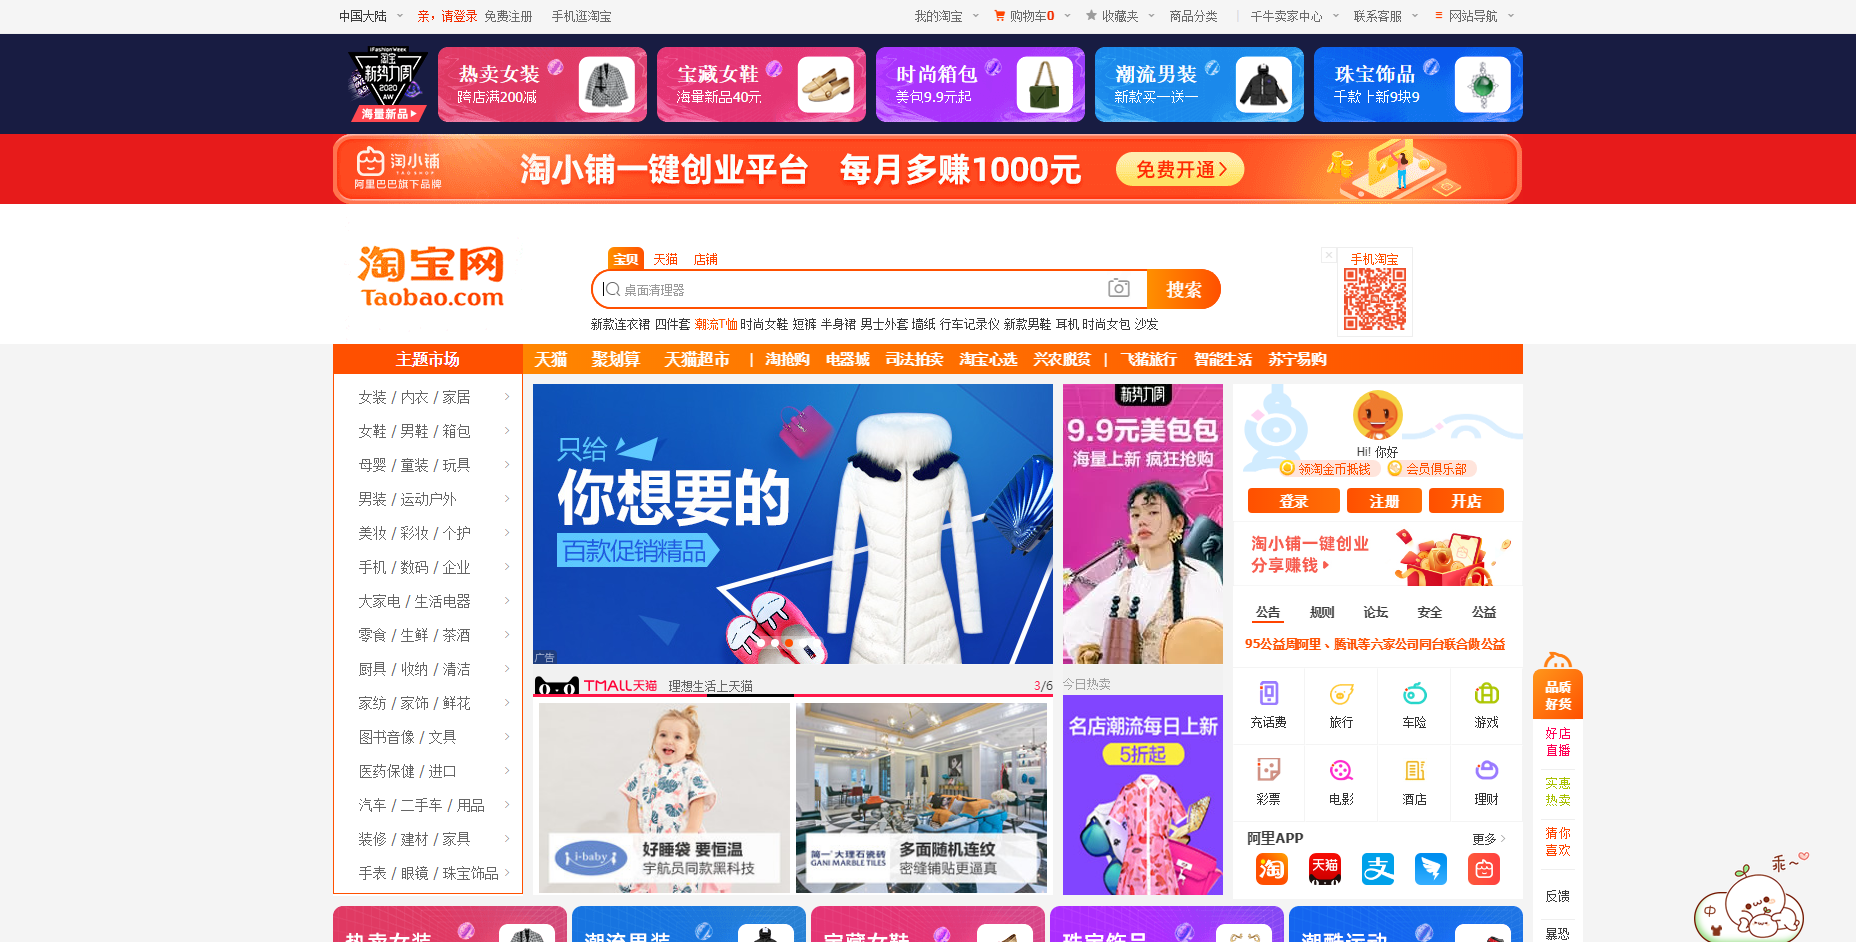 中国大陆 亲，请登录 免费注册 手机逛淘宝 我的淘宝 购物车0 收藏夹 商品分类 | 千牛卖家中心 联系客服 网站导航
iFashionWeek
淘宝
新势力周
2020
AW
海量新品
热卖女装
跨店满200减
宝藏女鞋
海量新品40元
时尚箱包
美包9.9元起
潮流男装
新款买一送一
珠宝饰品
千款上新9块9
淘小铺
阿里巴巴旗下品牌
淘小铺一键创业平台 每月多赚1000元
免费开通
淘宝网
Taobao.com
宝贝 天猫 店铺
桌面清理器
搜索
新款连衣裙 四件套 潮流T恤 时尚女鞋 短裤 半身裙 男士外套 墙纸 行车记录仪 新款男鞋 耳机 时尚女包 沙发
手机淘宝
主题市场
天猫 聚划算 天猫超市 | 淘抢购 电器城 司法拍卖 淘宝心选 兴农脱贫 | 飞猪旅行 智能生活 苏宁易购
女装 / 内衣 / 家居
女鞋 / 男鞋 / 箱包
母婴 / 童装 / 玩具
男装 / 运动户外
美妆 / 彩妆 / 个护
手机 / 数码 / 企业
大家电 / 生活电器
零食 / 生鲜 / 茶酒
厨具 / 收纳 / 清洁
家纺 / 家饰 / 鲜花
图书音像 / 文具
医药保健 / 进口
汽车 / 二手车 / 用品
装修 / 建材 / 家具
手表 / 眼镜 / 珠宝饰品
只给
你想要的
百款促销精品
广告
TMALL天猫 理想生活上天猫 3/6
i-baby
好睡袋 要恒温
宇航员同款黑科技
简一®大理石瓷砖
GANI MARBLE TILES
多面随机连纹
密缝铺贴更逼真
新势力周
9.9元美包包
海量上新 疯狂抢购
今日热卖
名店潮流每日上新
5折起
Hi! 你好
领淘金币抵钱 会员俱乐部
登录 注册 开店
淘小铺一键创业
分享赚钱
公告 规则 论坛 安全 公益
95公益周阿里、腾讯等六家公司同台联合做公益
充话费 旅行 车险 游戏
彩票 电影 酒店 理财
阿里APP 更多
淘 天猫 支
品质
好货
好店
直播
实惠
热卖
猜你
喜欢
反馈
暴恐
乖~
中
热卖女装 潮流男装 宝藏女鞋 珠宝饰品 潮酷运动